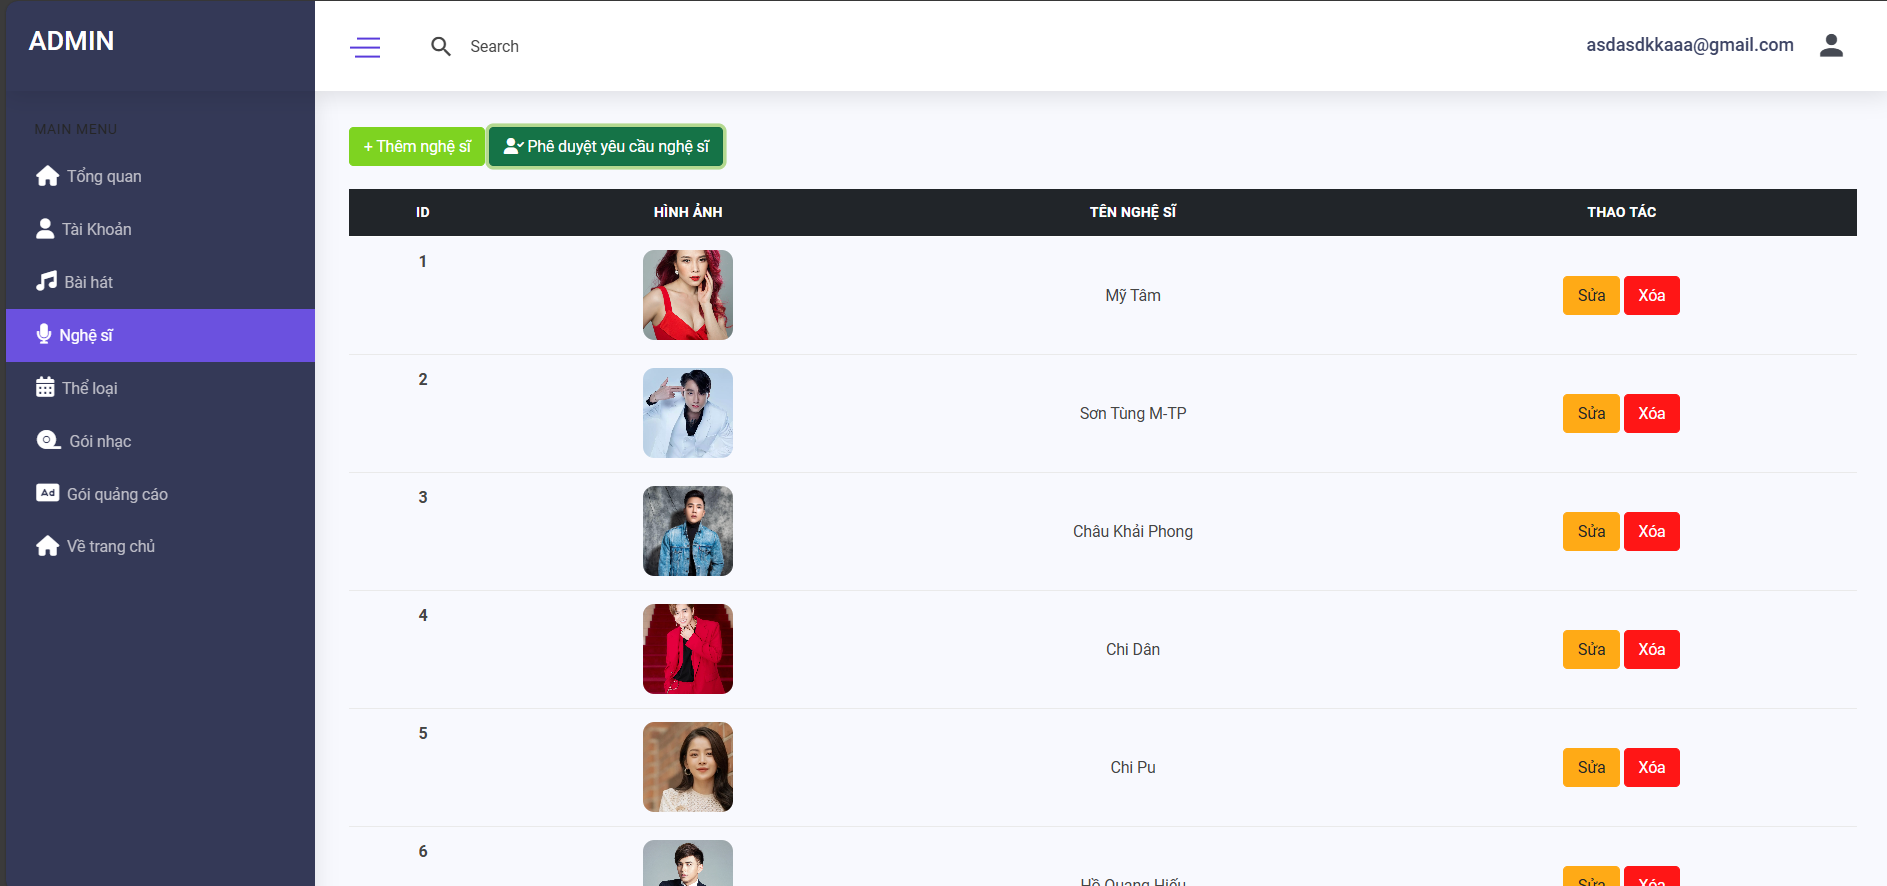 ADMIN
Search
asdasdkkaaa@gmail.com
MAIN MENU
Tổng quan
Tài Khoản
Bài hát
Nghệ sĩ
Thể loại
Gói nhạc
Ad Gói quảng cáo
Về trang chủ
+ Thêm nghệ sĩ Phê duyệt yêu cầu nghệ sĩ
ID HÌNH ẢNH TÊN NGHỆ SĨ THAO TÁC
1 Mỹ Tâm Sửa Xóa
2 Sơn Tùng M-TP Sửa Xóa
3 Châu Khải Phong Sửa Xóa
4 Chi Dân Sửa Xóa
5 Chi Pu Sửa Xóa
6 Hồ Quang Hiếu Sửa Xóa